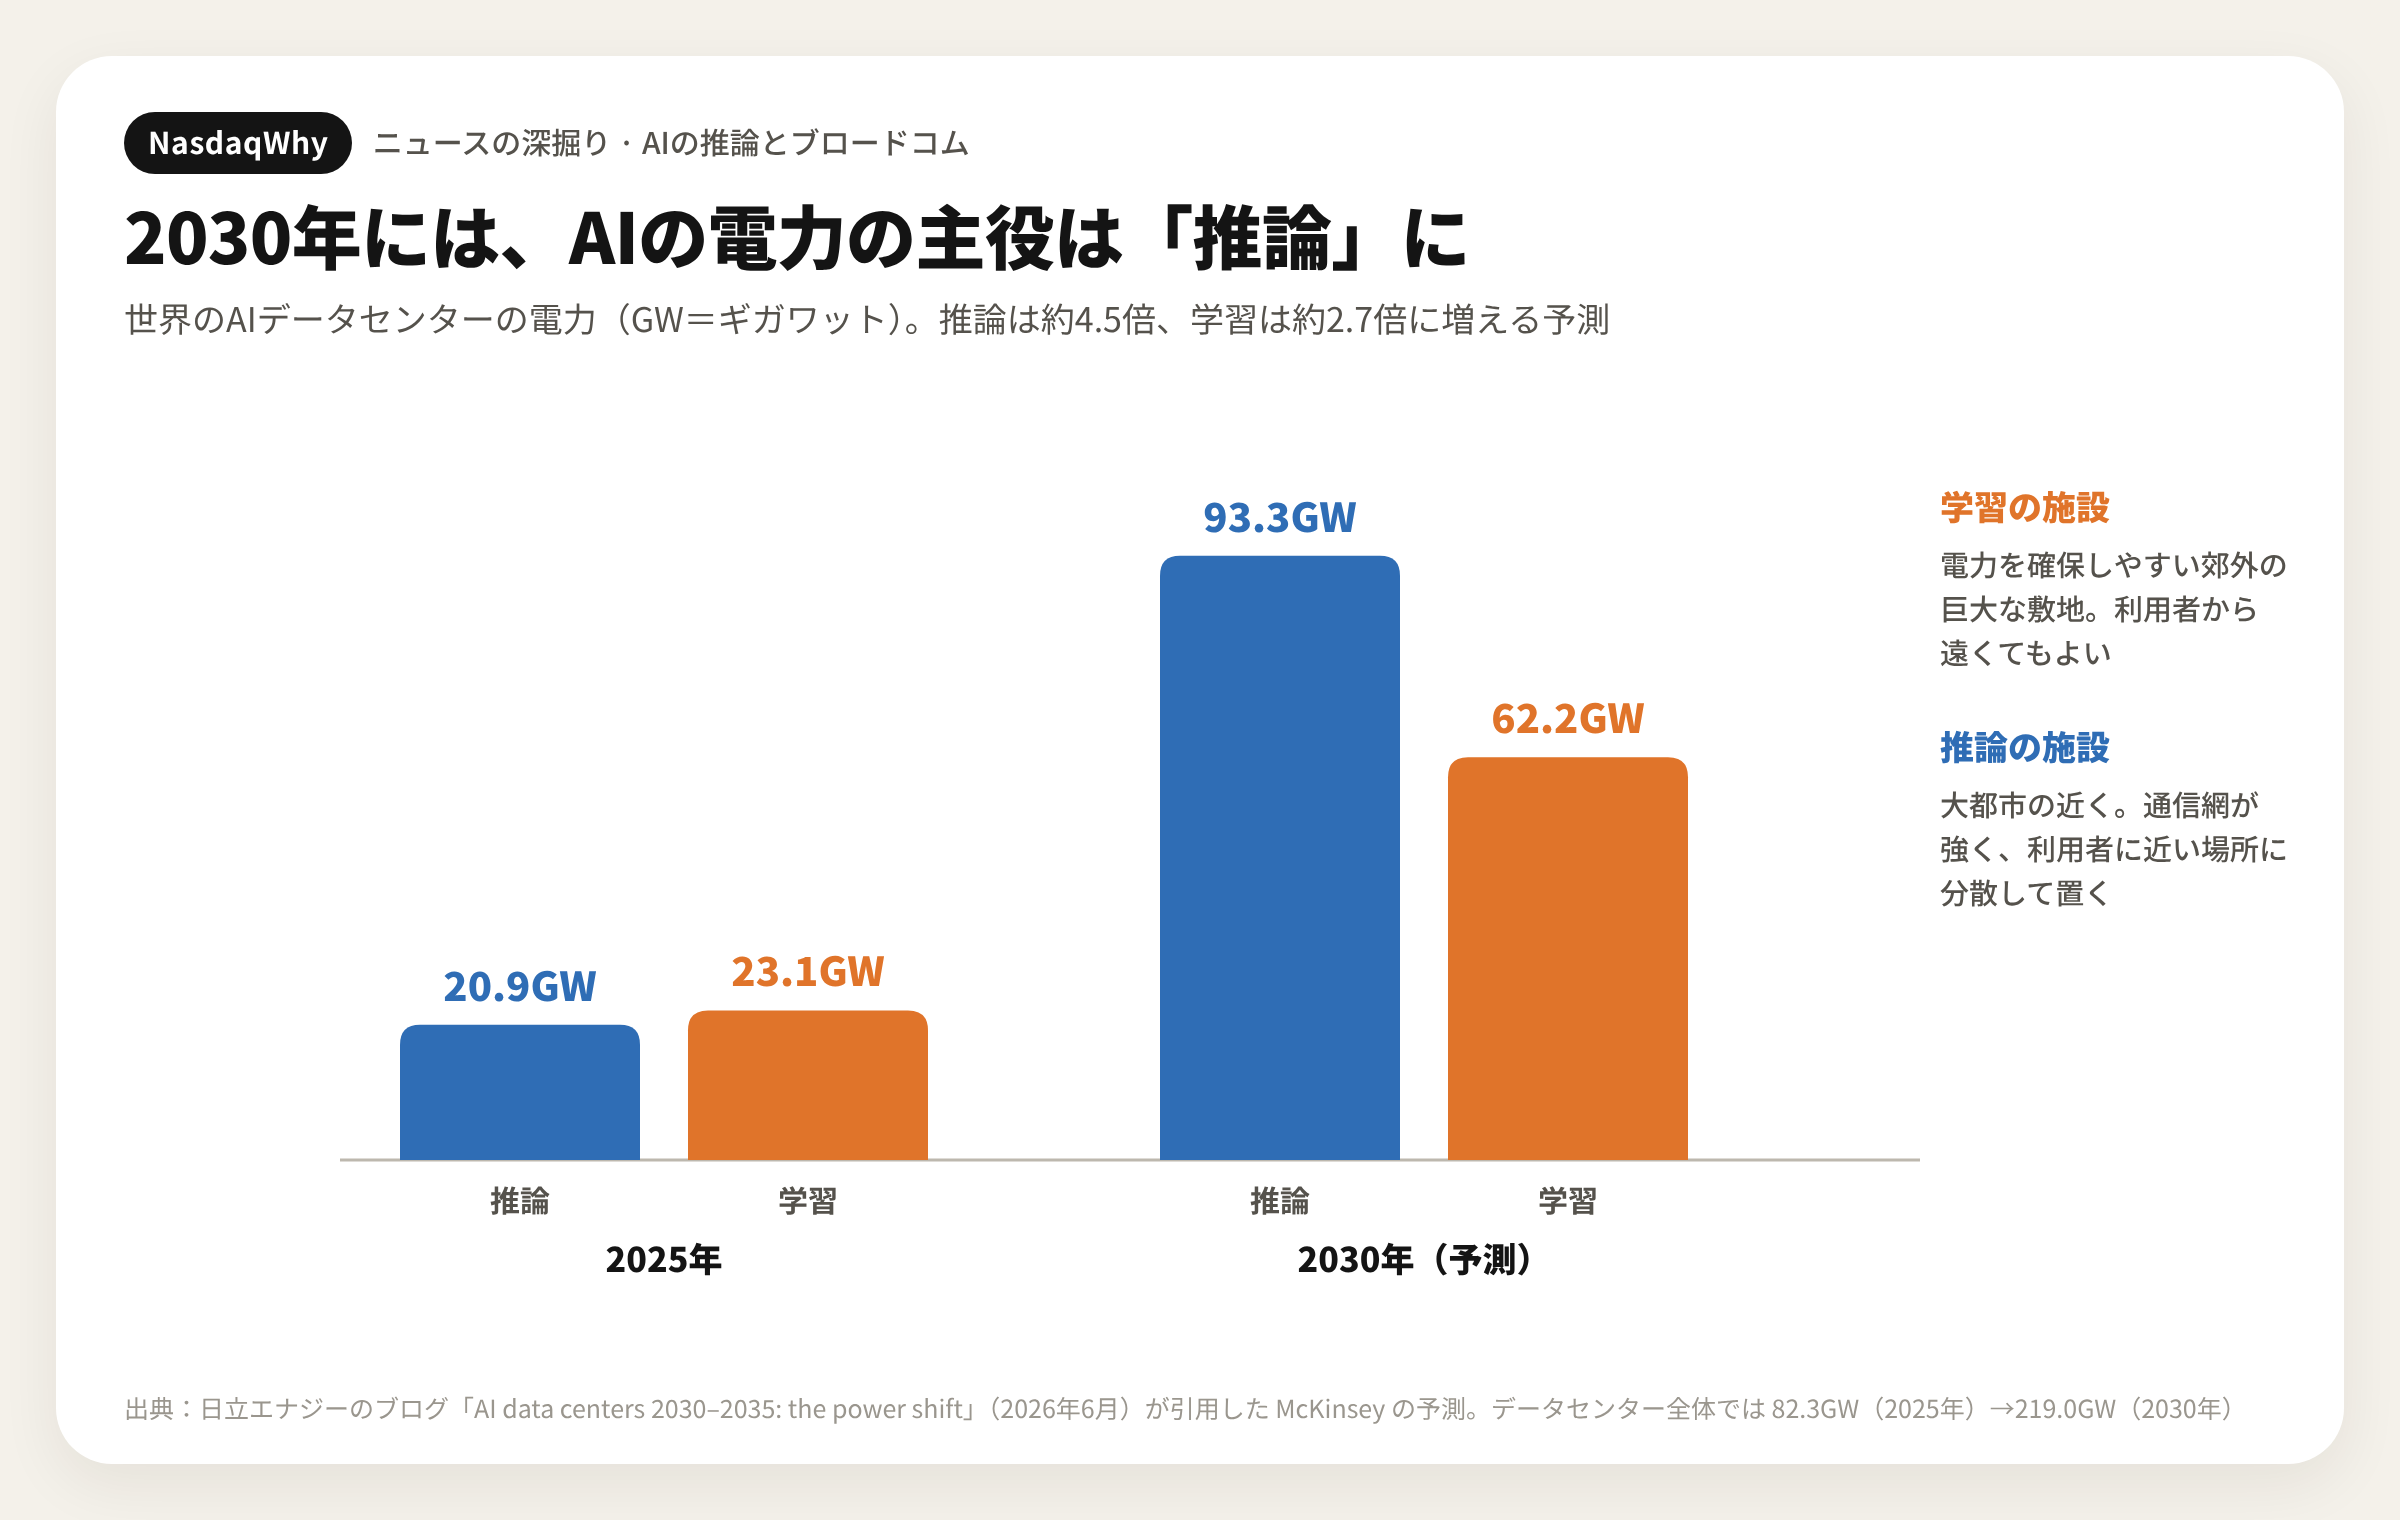 NasdaqWhy ニュースの深掘り · AIの推論とブロードコム
2030年には、AIの電力の主役は「推論」に
世界のAIデータセンターの電力（GW＝ギガワット）。推論は約4.5倍、学習は約2.7倍に増える予測
20.9GW
23.1GW
93.3GW
62.2GW
推論
学習
推論
学習
2025年
2030年（予測）
学習の施設
電力を確保しやすい郊外の
巨大な敷地。利用者から
遠くてもよい
推論の施設
大都市の近く。通信網が
強く、利用者に近い場所に
分散して置く
出典：日立エナジーのブログ「AI data centers 2030–2035: the power shift」（2026年6月）が引用した McKinsey の予測。データセンター全体では 82.3GW（2025年）→219.0GW（2030年）